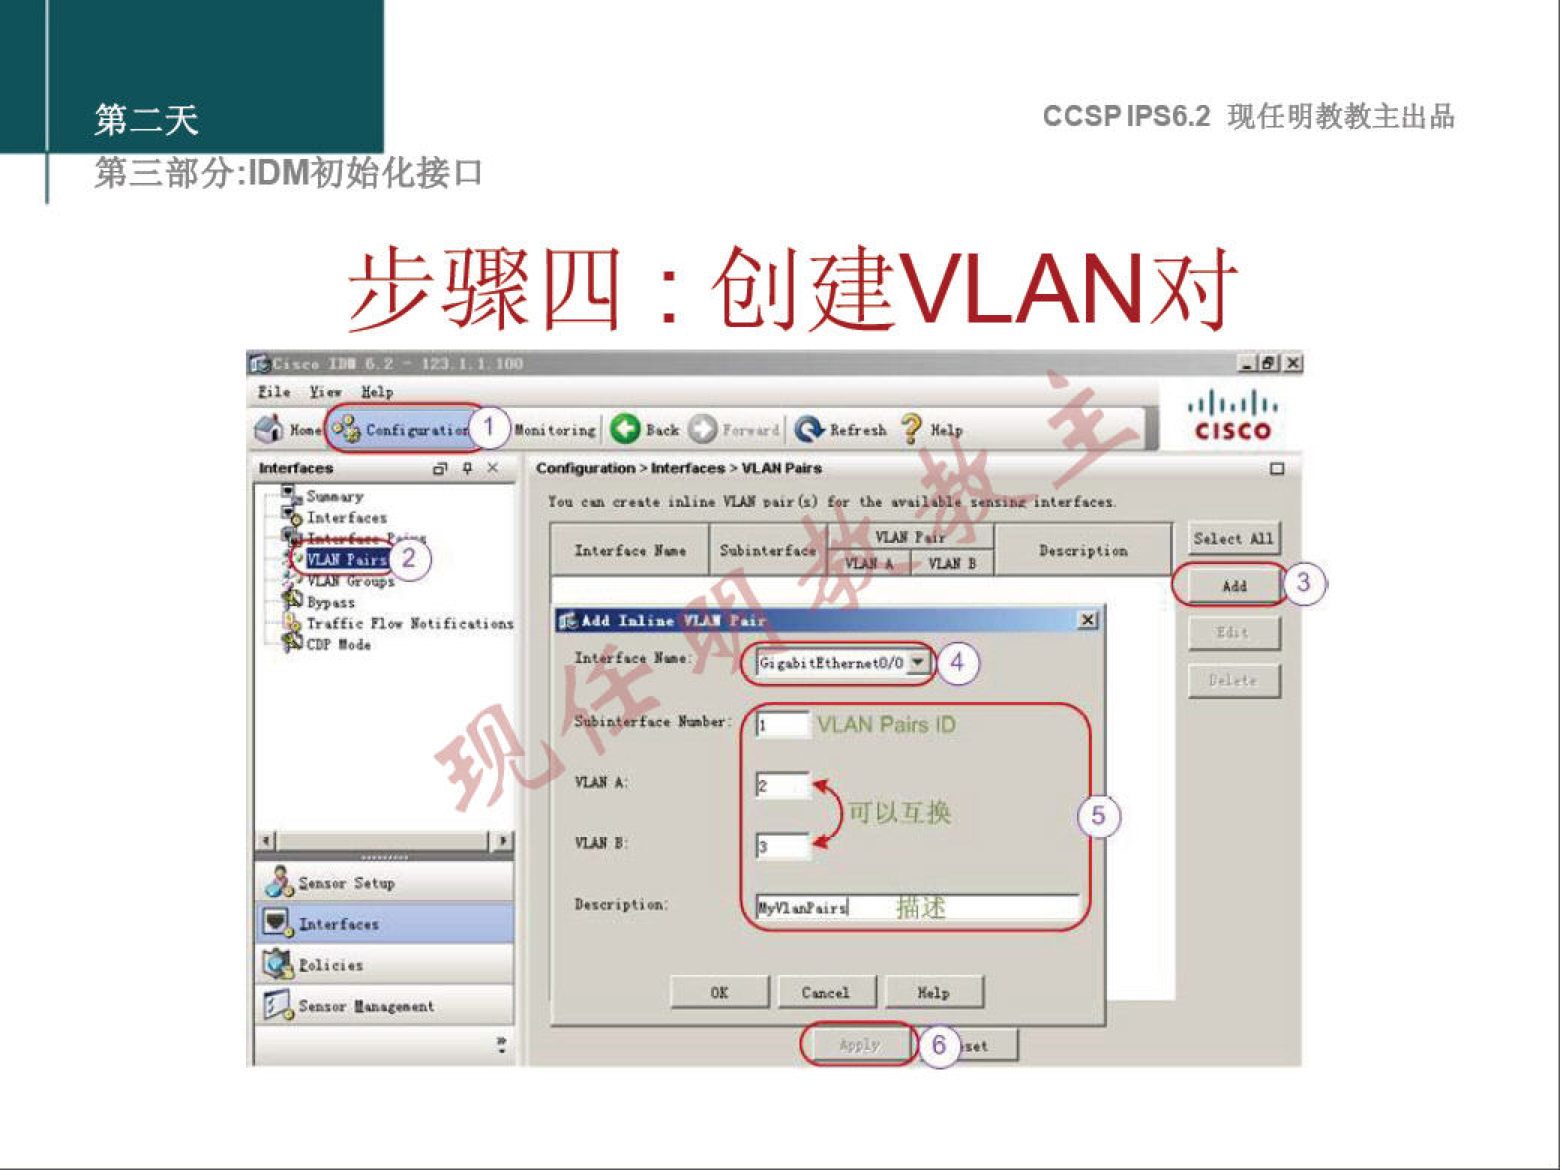 第二天
CCSP IPS6.2 现任明教教主出品
第三部分:IDM初始化接口
步骤四：创建VLAN对
Cisco IDM 6.2 - 123.1.1.100
File View Help
Home Configuration 1 Monitoring Back Forward Refresh Help
CISCO
Interfaces
Configuration > Interfaces > VLAN Pairs
Summary
Interfaces
Interface Pairs
VLAN Pairs 2
VLAN Groups
Bypass
Traffic Flow Notifications
CDP Mode
You can create inline VLAN pair(s) for the available sensing interfaces.
Interface Name Subinterface VLAN Pair Description
VLAN A VLAN B
Select All
Add 3
Edit
Delete
Add Inline VLAN Pair
Interface Name: GigabitEthernet0/0 4
Subinterface Number: 1 VLAN Pairs ID
VLAN A: 2
可以互换
5
VLAN B: 3
Description: MyVlanPairs 描述
OK Cancel Help
Apply 6 set
Sensor Setup
Interfaces
Policies
Sensor Management
现任明教教主